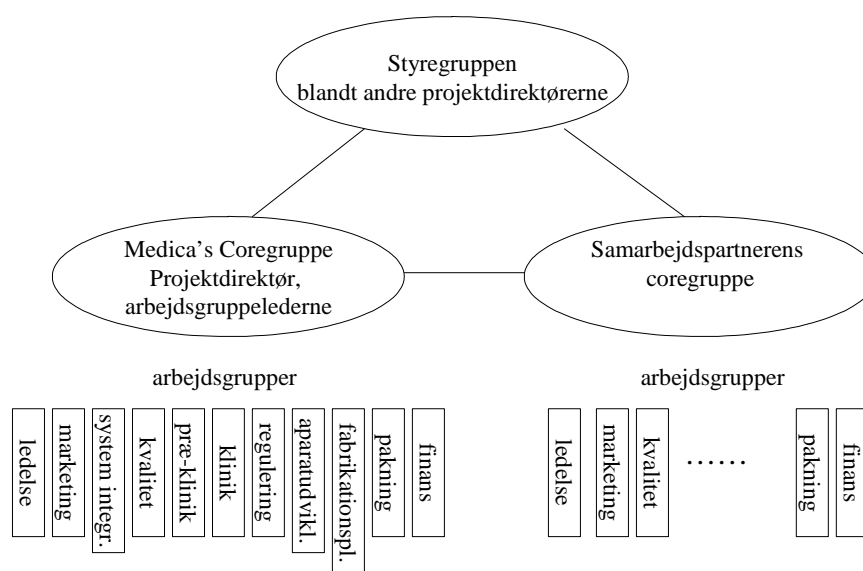 Styregruppen
blandt andre projektdirektørerne
Medica's Coregruppe
Projektdirektør,
arbejdsgruppelederne
Samarbejdspartnerens
coregruppe
arbejdsgrupper
arbejdsgrupper
ledelse
marketing
system integr.
kvalitet
præ-klinik
klinik
regulering
aparatudvikl.
fabrikationspl.
pakning
finans
ledelse
marketing
kvalitet
......
pakning
finans